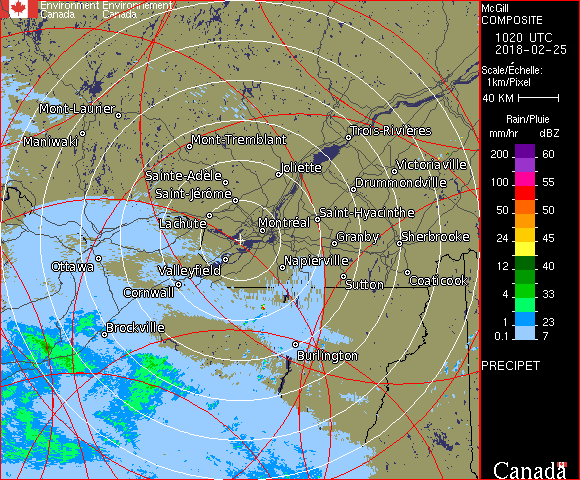 Environment Environnement
Canada Canada
McGill
COMPOSITE
1020 UTC
2018-02-25
Scale/Échelle:
1km/Pixel
40 KM
Rain/Pluie
mm/hr dBZ
200 60
100 55
50 50
24 45
12 40
4 33
1 23
0.1 7
PRECIPET
Canada
Mont-Laurier
Maniwaki
Mont-Tremblant
Trois-Rivières
Sainte-Adèle
Joliette
Victoriaville
Saint-Jérôme
Drummondville
Lachute
Saint-Hyacinthe
Montréal
Granby
Sherbrooke
Ottawa
Valleyfield
Napierville
Cornwall
Sutton
Coaticook
Brockville
Burlington